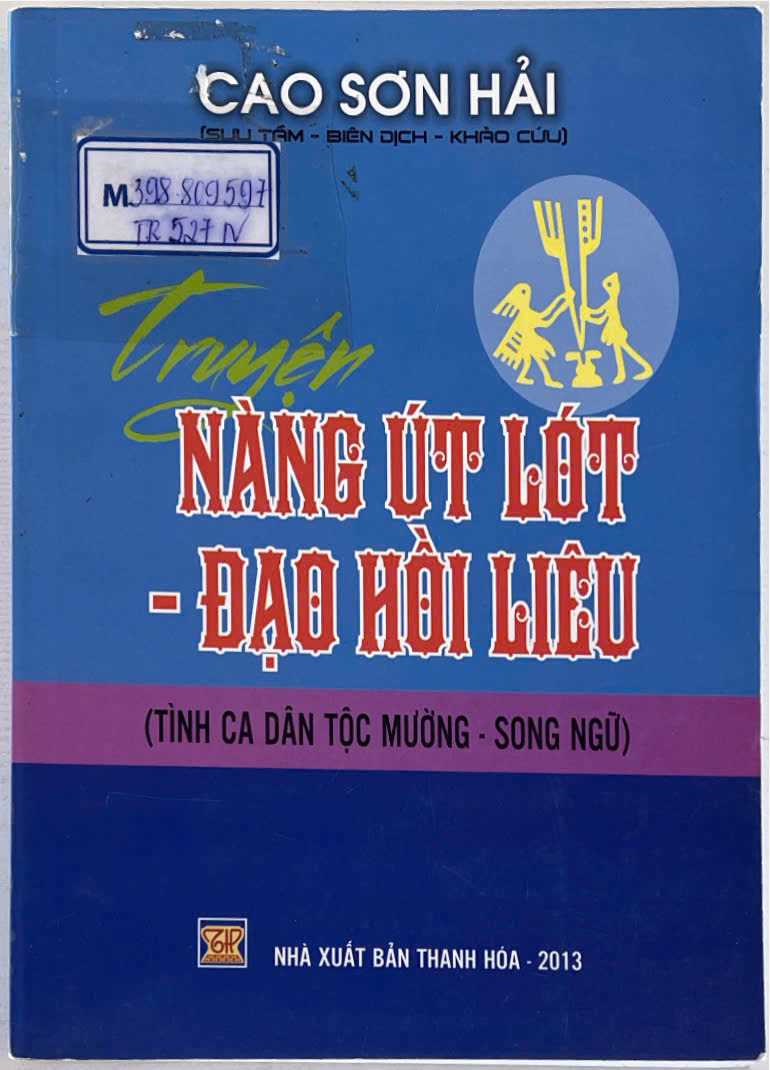 CAO SƠN HẢI
(SƯU TẦM - BIÊN DỊCH - KHẢO CỨU)
M398.809597
TR 527 N
Truyện
NÀNG ÚT LÓT
- ĐẠO HỒI LIÊU
(TÌNH CA DÂN TỘC MƯỜNG - SONG NGỮ)
NHÀ XUẤT BẢN THANH HÓA - 2013